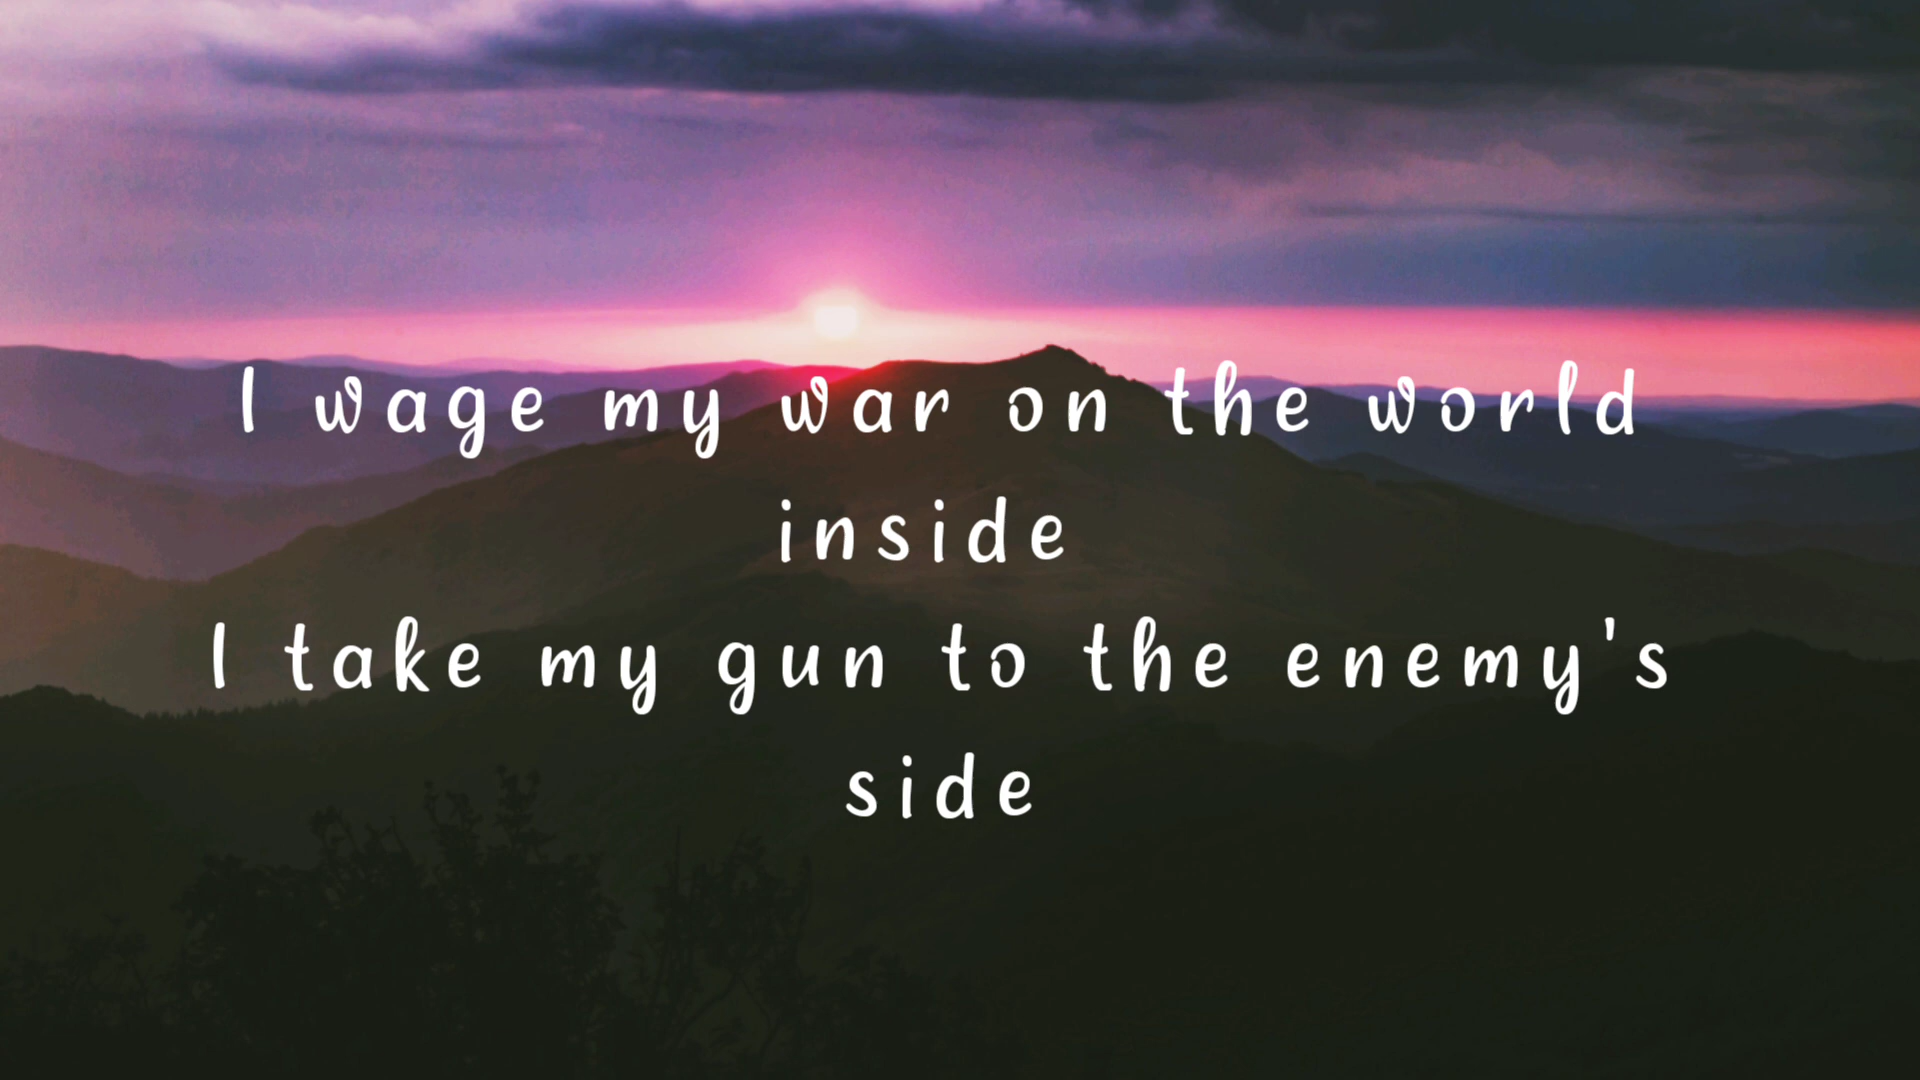 I wage my war on the world
inside
I take my gun to the enemy's
side